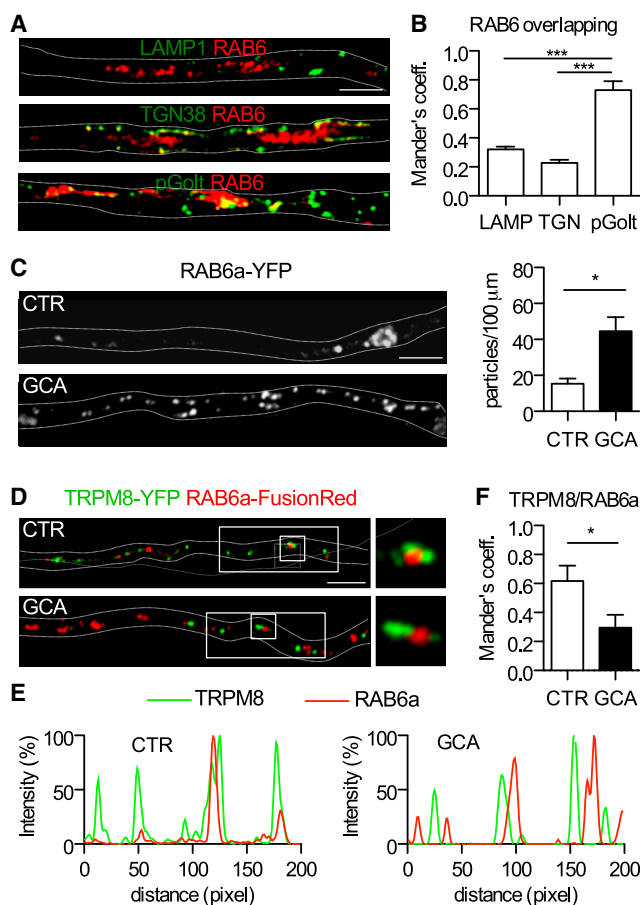 A
LAMP1 RAB6
TGN38 RAB6
pGolt RAB6
B
RAB6 overlapping
Mander's coeff.
1.0
0.8
0.6
0.4
0.2
0.0
***
***
LAMP TGN pGolt
C
RAB6a-YFP
CTR
GCA
particles/100 μm
80
60
40
20
0
*
CTR GCA
D
TRPM8-YFP RAB6a-FusionRed
CTR
GCA
F
TRPM8/RAB6a
Mander's coeff.
1.0
0.8
0.6
0.4
0.2
0.0
*
CTR GCA
E
TRPM8 RAB6a
CTR
Intensity (%)
100
50
0
0 50 100 150 200
distance (pixel)
GCA
Intensity (%)
100
50
0
0 50 100 150 200
distance (pixel)